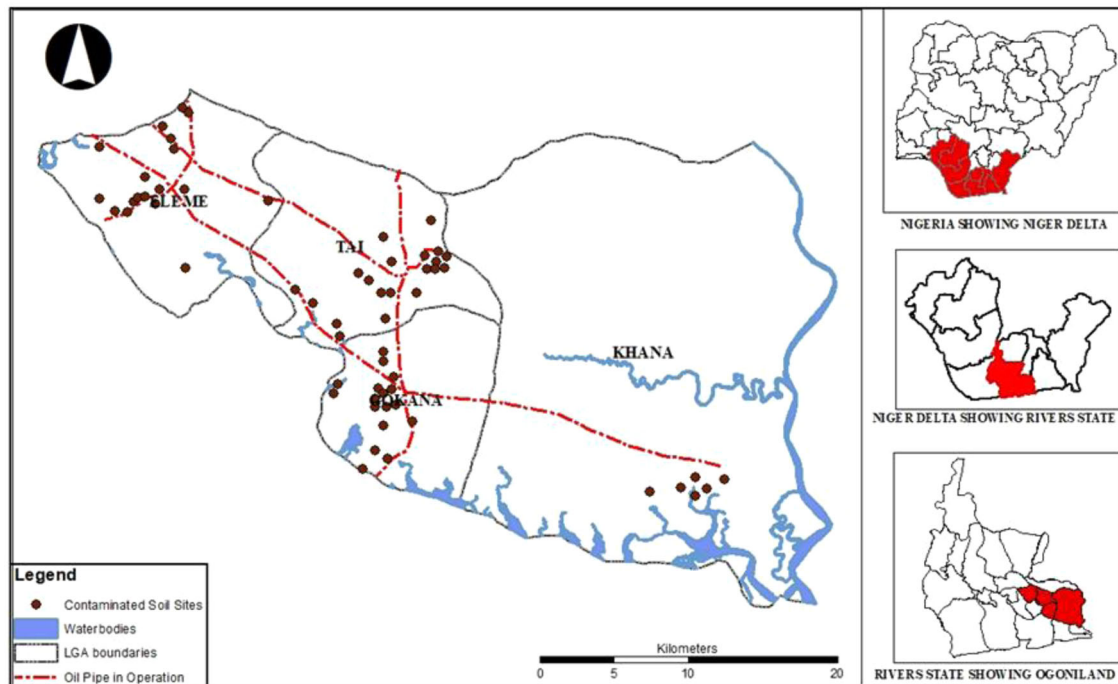 ELEME
TAI
KHANA
GOKANA
Legend
Contaminated Soil Sites
Waterbodies
LGA boundaries
Oil Pipe in Operation
Kilometers
0 5 10 20
NIGERIA SHOWING NIGER DELTA
NIGER DELTA SHOWING RIVERS STATE
RIVERS STATE SHOWING OGONILAND